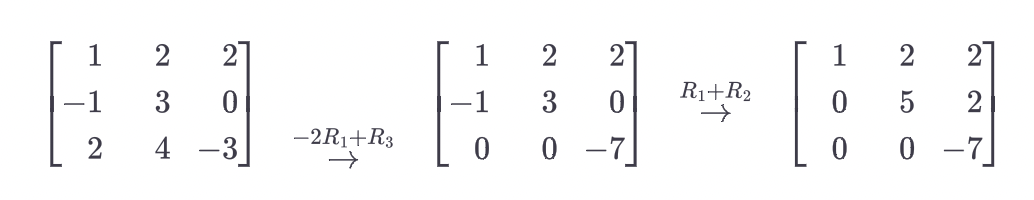 1 2 2 1 2 2 1 2 2
−1 3 0 −1 3 0 R₁+R₂ → 0 5 2
2 4 −3 −2R₁+R₃ → 0 0 −7 0 0 −7